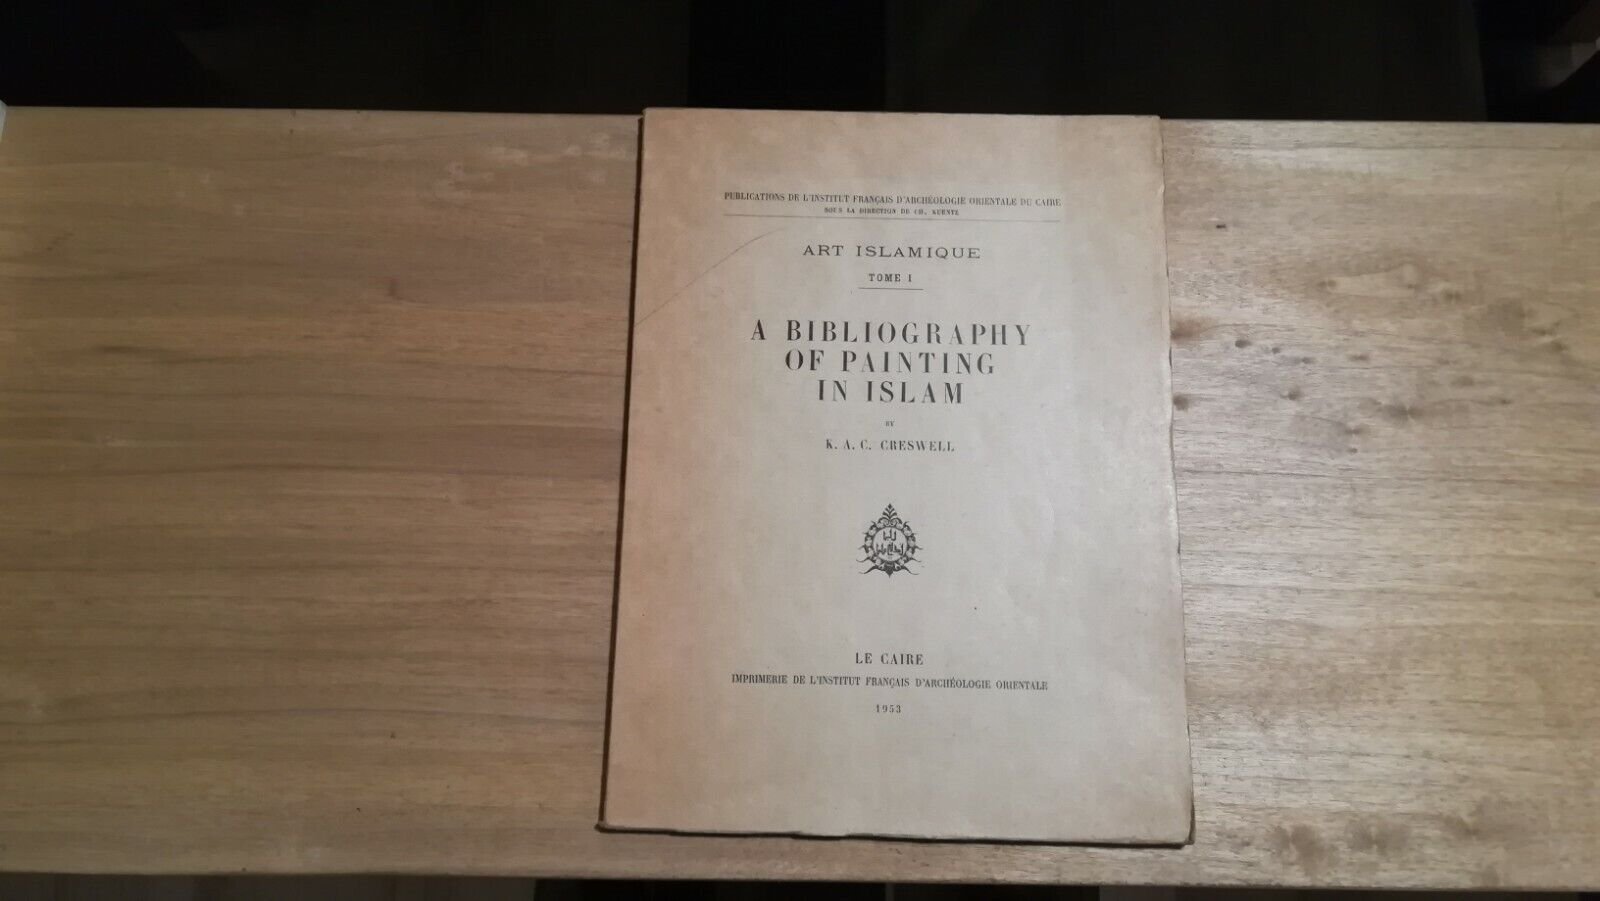 PUBLICATIONS DE L'INSTITUT FRANÇAIS D'ARCHÉOLOGIE ORIENTALE DU CAIRE
SOUS LA DIRECTION DE CH. KUENTZ
ART ISLAMIQUE
TOME I
A BIBLIOGRAPHY
OF PAINTING
IN ISLAM
BY
K. A. C. CRESWELL
LE CAIRE
IMPRIMERIE DE L'INSTITUT FRANÇAIS D'ARCHÉOLOGIE ORIENTALE
1953